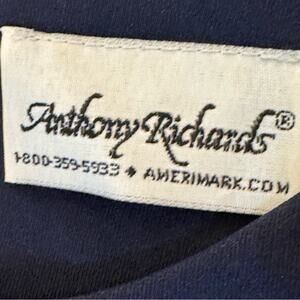 Anthony Richards®
1-800-359-5933 ♦ AMERIMARK.COM